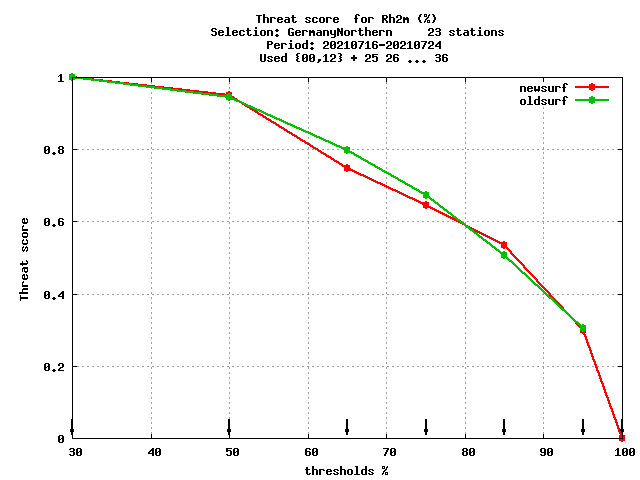 Threat score  for Rh2m (%)
Selection: GermanyNorthern     23 stations
Period: 20210716-20210724
Used {00,12} + 25 26 ... 36
newsurf
oldsurf
1
0.8
0.6
0.4
0.2
0
Threat score
30 40 50 60 70 80 90 100
thresholds %